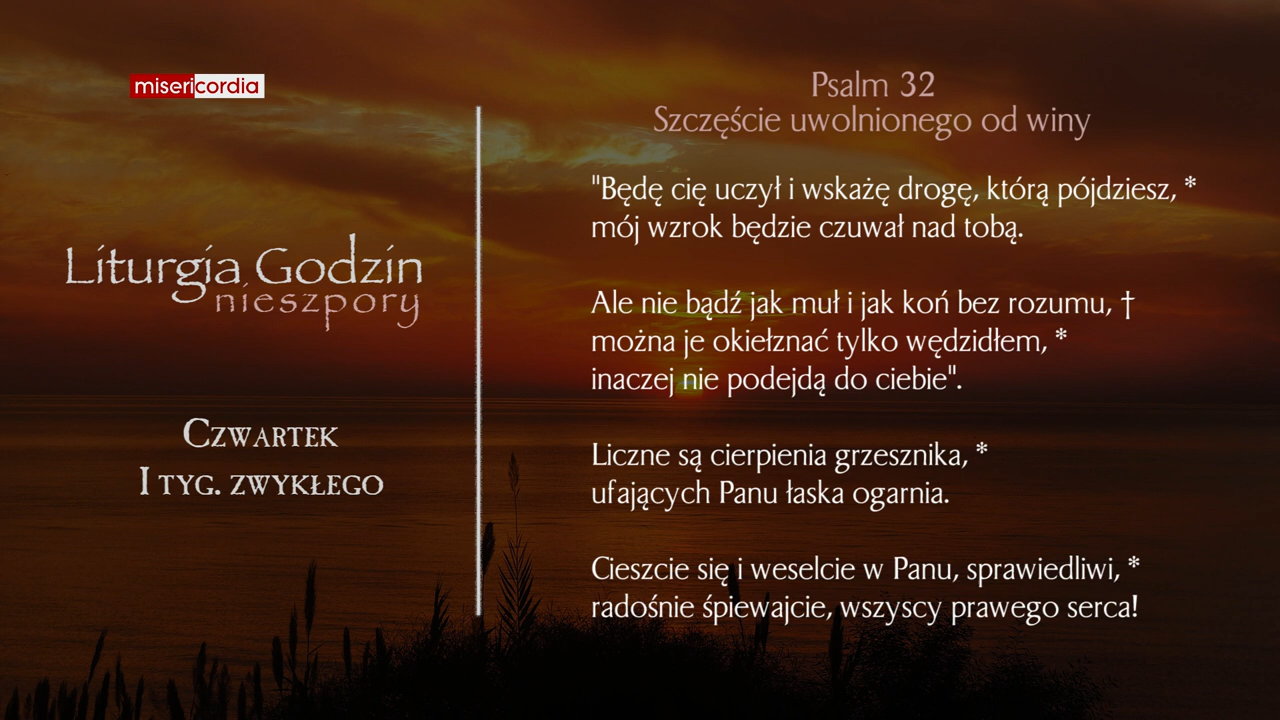 misericordia
Liturgia Godzin
nieszpory
Czwartek
I tyg. zwykłego
Psalm 32
Szczęście uwolnionego od winy
"Będę cię uczył i wskażę drogę, którą pójdziesz, *
mój wzrok będzie czuwał nad tobą.
Ale nie bądź jak muł i jak koń bez rozumu, †
można je okiełznać tylko wędzidłem, *
inaczej nie podejdą do ciebie".
Liczne są cierpienia grzesznika, *
ufających Panu łaska ogarnia.
Cieszcie się i weselcie w Panu, sprawiedliwi, *
radośnie śpiewajcie, wszyscy prawego serca!